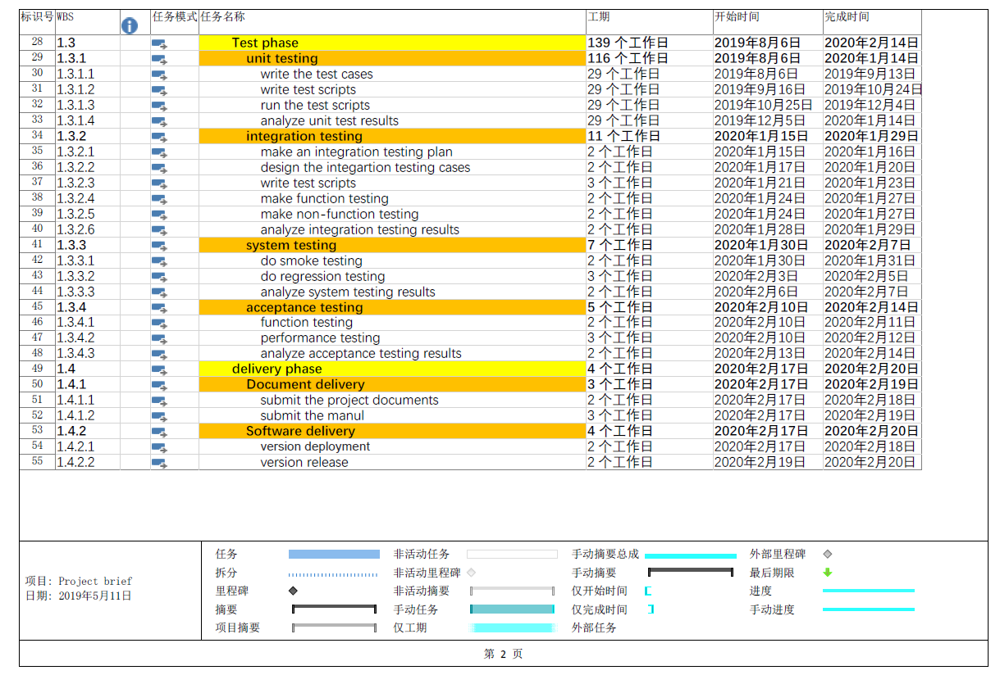 标识号 WBS 任务模式 任务名称 工期 开始时间 完成时间
28 1.3 Test phase 139 个工作日 2019年8月6日 2020年2月14日
29 1.3.1 unit testing 116 个工作日 2019年8月6日 2020年1月14日
30 1.3.1.1 write the test cases 29 个工作日 2019年8月6日 2019年9月13日
31 1.3.1.2 write test scripts 29 个工作日 2019年9月16日 2019年10月24日
32 1.3.1.3 run the test scripts 29 个工作日 2019年10月25日 2019年12月4日
33 1.3.1.4 analyze unit test results 29 个工作日 2019年12月5日 2020年1月14日
34 1.3.2 integration testing 11 个工作日 2020年1月15日 2020年1月29日
35 1.3.2.1 make an integration testing plan 2 个工作日 2020年1月15日 2020年1月16日
36 1.3.2.2 design the integartion testing cases 2 个工作日 2020年1月17日 2020年1月20日
37 1.3.2.3 write test scripts 3 个工作日 2020年1月21日 2020年1月23日
38 1.3.2.4 make function testing 2 个工作日 2020年1月24日 2020年1月27日
39 1.3.2.5 make non-function testing 2 个工作日 2020年1月24日 2020年1月27日
40 1.3.2.6 analyze integration testing results 2 个工作日 2020年1月28日 2020年1月29日
41 1.3.3 system testing 7 个工作日 2020年1月30日 2020年2月7日
42 1.3.3.1 do smoke testing 2 个工作日 2020年1月30日 2020年1月31日
43 1.3.3.2 do regression testing 3 个工作日 2020年2月3日 2020年2月5日
44 1.3.3.3 analyze system testing results 2 个工作日 2020年2月6日 2020年2月7日
45 1.3.4 acceptance testing 5 个工作日 2020年2月10日 2020年2月14日
46 1.3.4.1 function testing 2 个工作日 2020年2月10日 2020年2月11日
47 1.3.4.2 performance testing 3 个工作日 2020年2月10日 2020年2月12日
48 1.3.4.3 analyze acceptance testing results 2 个工作日 2020年2月13日 2020年2月14日
49 1.4 delivery phase 4 个工作日 2020年2月17日 2020年2月20日
50 1.4.1 Document delivery 3 个工作日 2020年2月17日 2020年2月19日
51 1.4.1.1 submit the project documents 2 个工作日 2020年2月17日 2020年2月18日
52 1.4.1.2 submit the manul 3 个工作日 2020年2月17日 2020年2月19日
53 1.4.2 Software delivery 4 个工作日 2020年2月17日 2020年2月20日
54 1.4.2.1 version deployment 2 个工作日 2020年2月17日 2020年2月18日
55 1.4.2.2 version release 2 个工作日 2020年2月19日 2020年2月20日
项目: Project brief
日期: 2019年5月11日
任务 非活动任务 手动摘要总成 外部里程碑
拆分 非活动里程碑 手动摘要 最后期限
里程碑 非活动摘要 仅开始时间 进度
摘要 手动任务 仅完成时间 手动进度
项目摘要 仅工期 外部任务
第 2 页